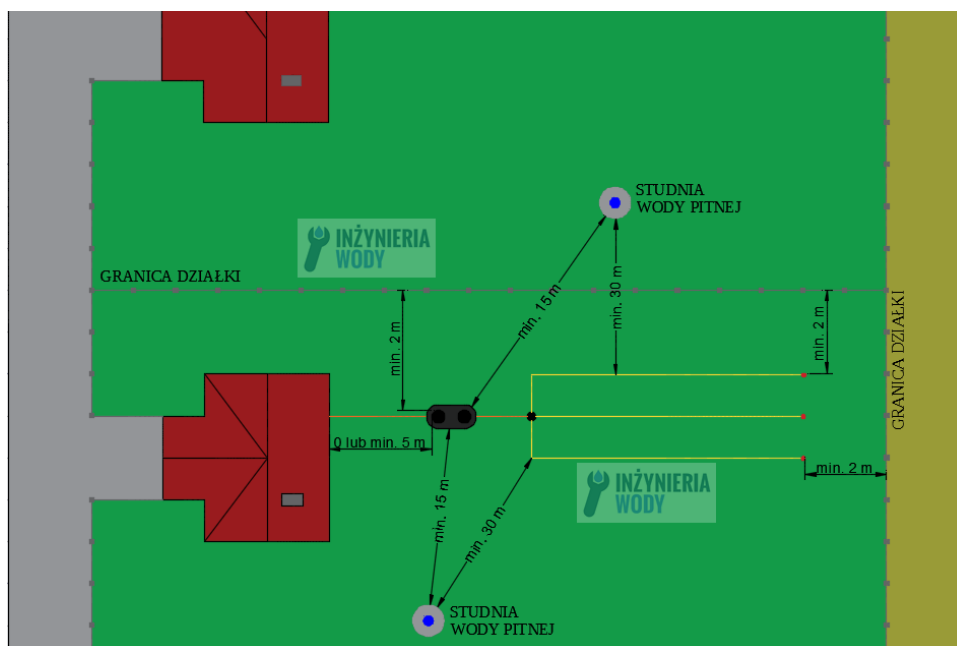 STUDNIA
WODY PITNEJ
INŻYNIERIA
WODY
GRANICA DZIAŁKI
min. 15 m
min. 30 m
min. 2 m
min. 2 m
GRANICA DZIAŁKI
0 lub min. 5 m
min. 15 m
min. 30 m
min. 2 m
INŻYNIERIA
WODY
STUDNIA
WODY PITNEJ